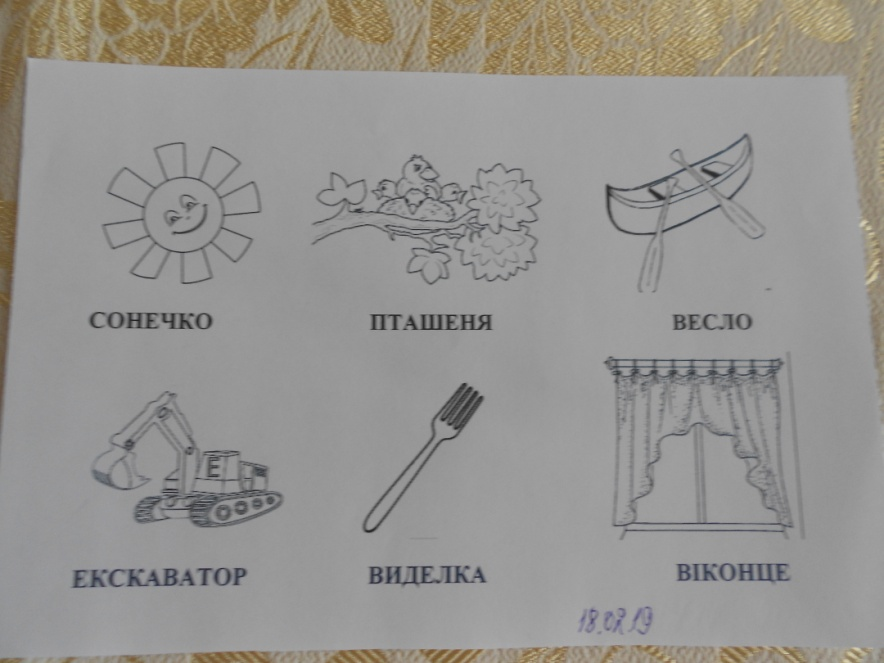 СОНЕЧКО ПТАШЕНЯ ВЕСЛО
Е
ЕКСКАВАТОР ВИДЕЛКА ВІКОНЦЕ
18.02.19